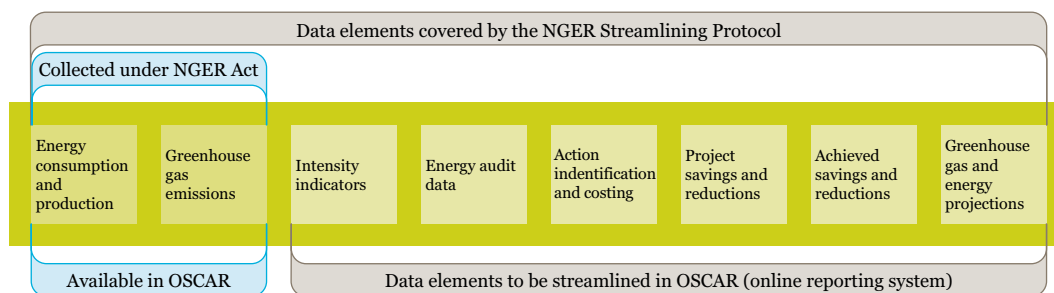 Data elements covered by the NGER Streamlining Protocol
Collected under NGER Act
Energy
consumption
and
production
Greenhouse
gas
emissions
Intensity
indicators
Energy audit
data
Action
indentification
and costing
Project
savings and
reductions
Achieved
savings and
reductions
Greenhouse
gas and
energy
projections
Available in OSCAR
Data elements to be streamlined in OSCAR (online reporting system)